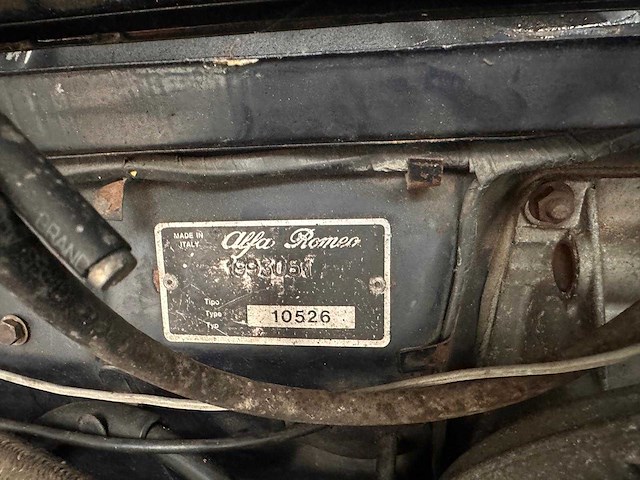 MADE IN
ITALY
Alfa Romeo
Tipo
Type
Typ
10526
GRAND